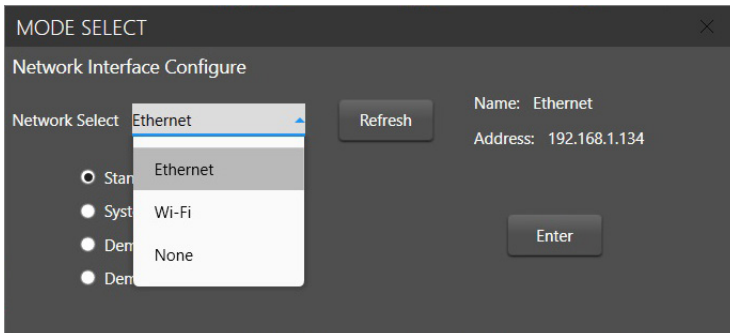 MODE SELECT
Network Interface Configure
Network Select Ethernet
Refresh
Name: Ethernet
Address: 192.168.1.134
Ethernet
Wi-Fi
None
Enter